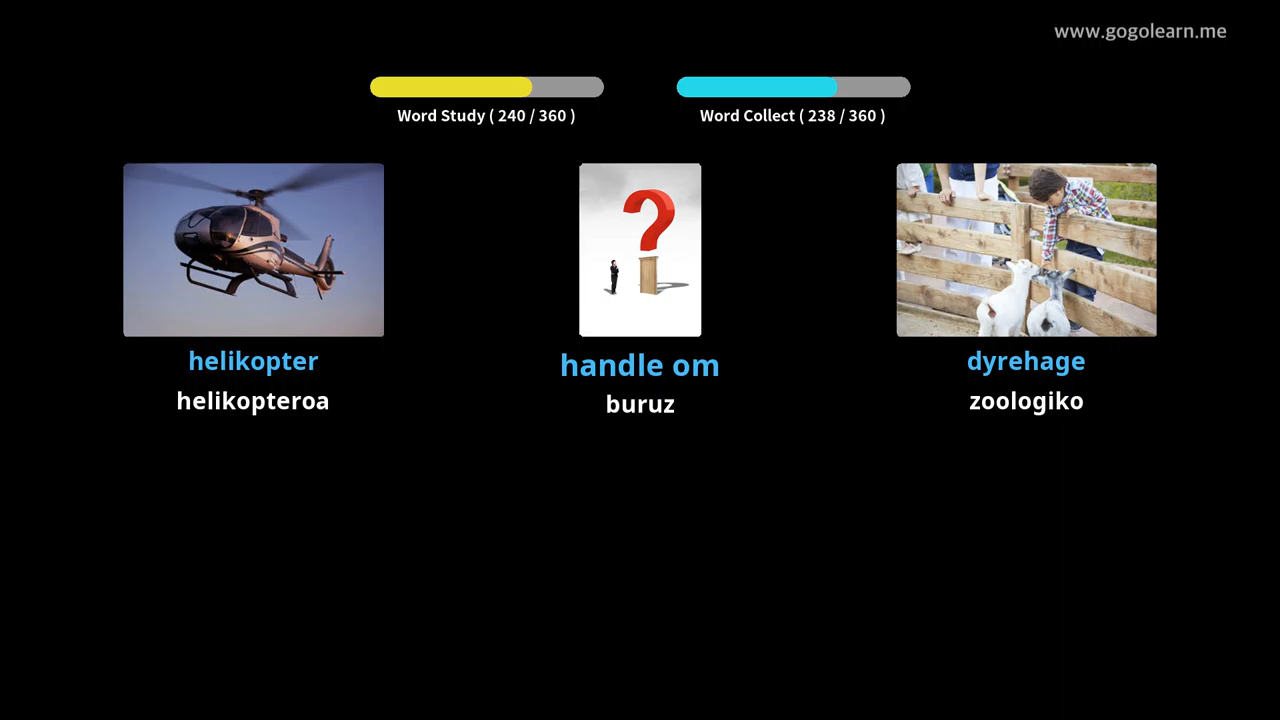 www.gogolearn.me
Word Study ( 240 / 360 )
Word Collect ( 238 / 360 )
helikopter
handle om
dyrehage
helikopteroa
buruz
zoologiko